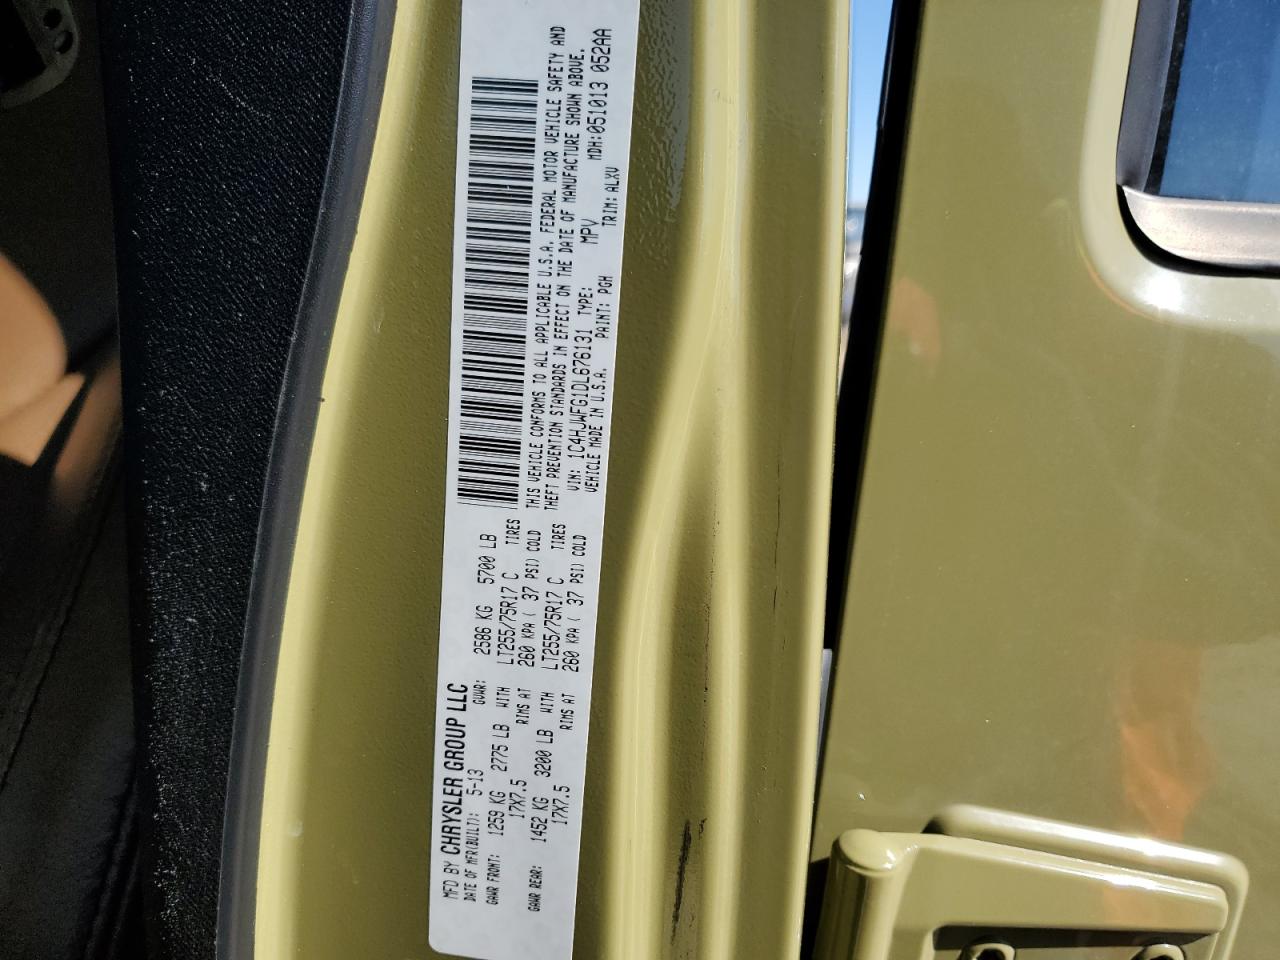 MFD BY CHRYSLER GROUP LLC
DATE OF MFR(BUILT): 5-13 GVWR: 2586 KG 5700 LB
GAWR FRONT: 1259 KG 2775 LB WITH LT255/75R17 C TIRES
17X7.5 RIMS AT 260 KPA ( 37 PSI) COLD
GAWR REAR: 1452 KG 3200 LB WITH LT255/75R17 C TIRES
17X7.5 RIMS AT 260 KPA ( 37 PSI) COLD
THIS VEHICLE CONFORMS TO ALL APPLICABLE U.S.A. FEDERAL MOTOR VEHICLE SAFETY AND
THEFT PREVENTION STANDARDS IN EFFECT ON THE DATE OF MANUFACTURE SHOWN ABOVE.
VIN: 1C4HJWFG1DL676131 TYPE: MPV MDH:051013 052AA
VEHICLE MADE IN U.S.A. PAINT: PGH TRIM: ALXV